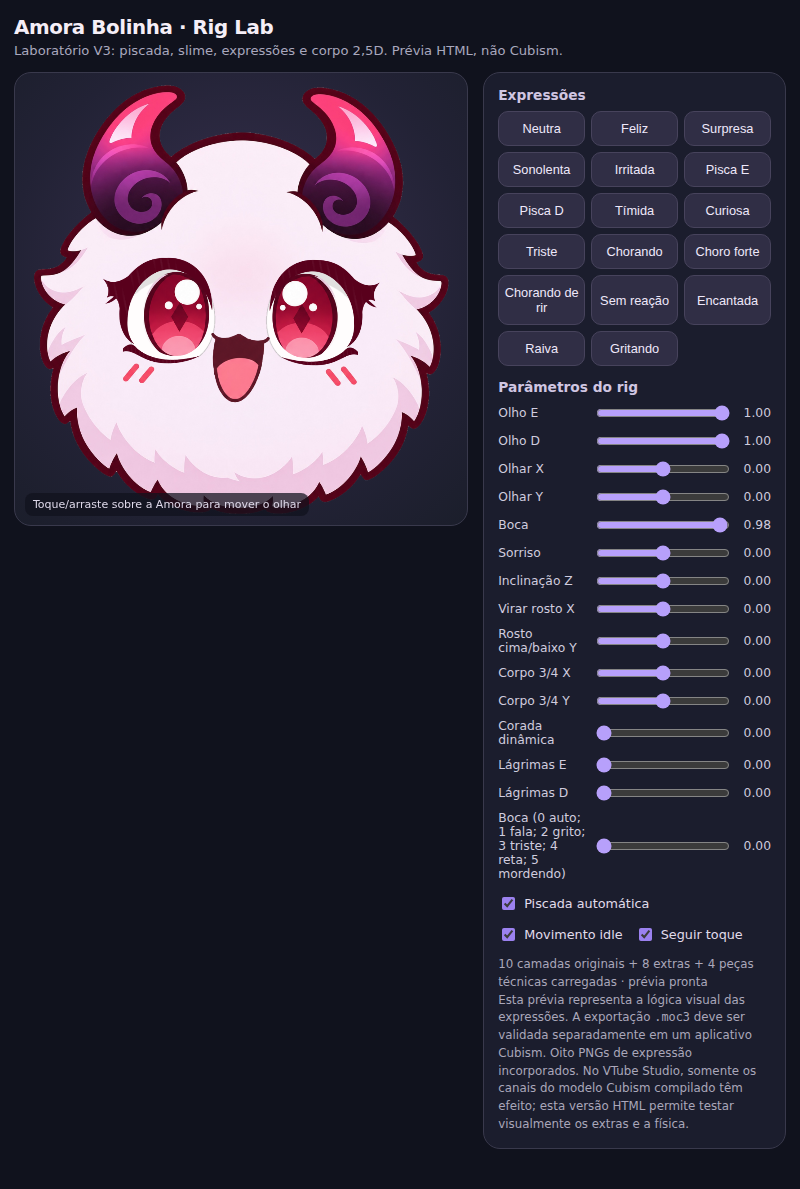 Amora Bolinha · Rig Lab
Laboratório V3: piscada, slime, expressões e corpo 2,5D. Prévia HTML, não Cubism.
Toque/arraste sobre a Amora para mover o olhar
Expressões
Neutra
Feliz
Surpresa
Sonolenta
Irritada
Pisca E
Pisca D
Tímida
Curiosa
Triste
Chorando
Choro forte
Chorando de
rir
Sem reação
Encantada
Raiva
Gritando
Parâmetros do rig
Olho E 1.00
Olho D 1.00
Olhar X 0.00
Olhar Y 0.00
Boca 0.98
Sorriso 0.00
Inclinação Z 0.00
Virar rosto X 0.00
Rosto
cima/baixo Y 0.00
Corpo 3/4 X 0.00
Corpo 3/4 Y 0.00
Corada
dinâmica 0.00
Lágrimas E 0.00
Lágrimas D 0.00
Boca (0 auto;
1 fala; 2 grito;
3 triste; 4
reta; 5
mordendo) 0.00
Piscada automática
Movimento idle Seguir toque
10 camadas originais + 8 extras + 4 peças
técnicas carregadas · prévia pronta
Esta prévia representa a lógica visual das
expressões. A exportação .moc3 deve ser
validada separadamente em um aplicativo
Cubism. Oito PNGs de expressão
incorporados. No VTube Studio, somente os
canais do modelo Cubism compilado têm
efeito; esta versão HTML permite testar
visualmente os extras e a física.